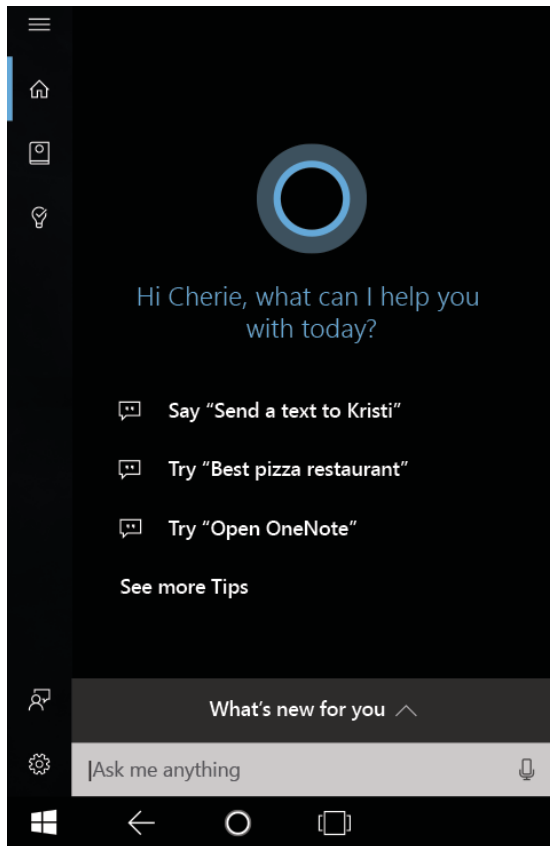 Hi Cherie, what can I help you
with today?
Say “Send a text to Kristi”
Try “Best pizza restaurant”
Try “Open OneNote”
See more Tips
What's new for you
Ask me anything